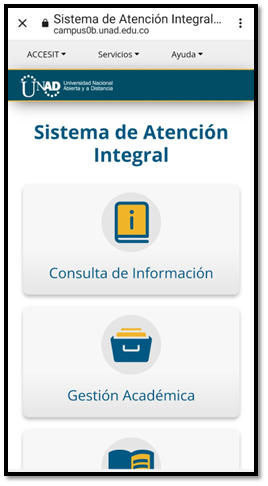 Sistema de Atención Integral...
campus0b.unad.edu.co
ACCESIT Servicios Ayuda
UNAD Universidad Nacional
Abierta y a Distancia
Sistema de Atención
Integral
i
Consulta de Información
Gestión Académica